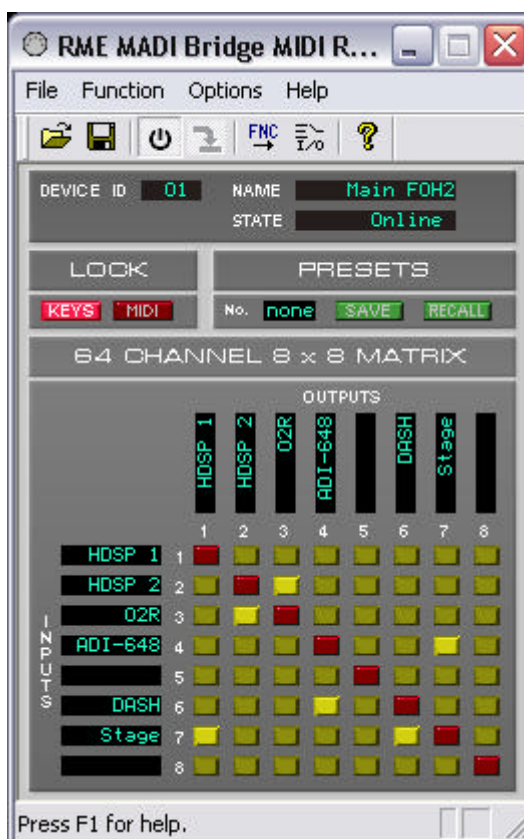 RME MADI Bridge MIDI R...
File Function Options Help
FNC I/O ?
DEVICE ID 01 NAME Main FOH2
STATE Online
LOCK PRESETS
KEYS MIDI No. none SAVE RECALL
64 CHANNEL 8 x 8 MATRIX
OUTPUTS
HDSP 1 HDSP 2 O2R ADI-648 DASH Stage
1 2 3 4 5 6 7 8
INPUTS
HDSP 1 1
HDSP 2 2
O2R 3
ADI-648 4
5
DASH 6
Stage 7
8
Press F1 for help.